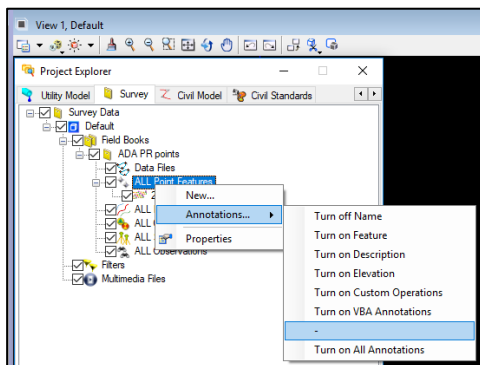 View 1, Default
Project Explorer
Utility Model Survey Civil Model Civil Standards
Survey Data
Default
Field Books
ADA PR points
Data Files
ALL Point Features
2
ALL
ALL
ALL
ALL Observations
Filters
Multimedia Files
New...
Annotations...
Properties
Turn off Name
Turn on Feature
Turn on Description
Turn on Elevation
Turn on Custom Operations
Turn on VBA Annotations
-
Turn on All Annotations